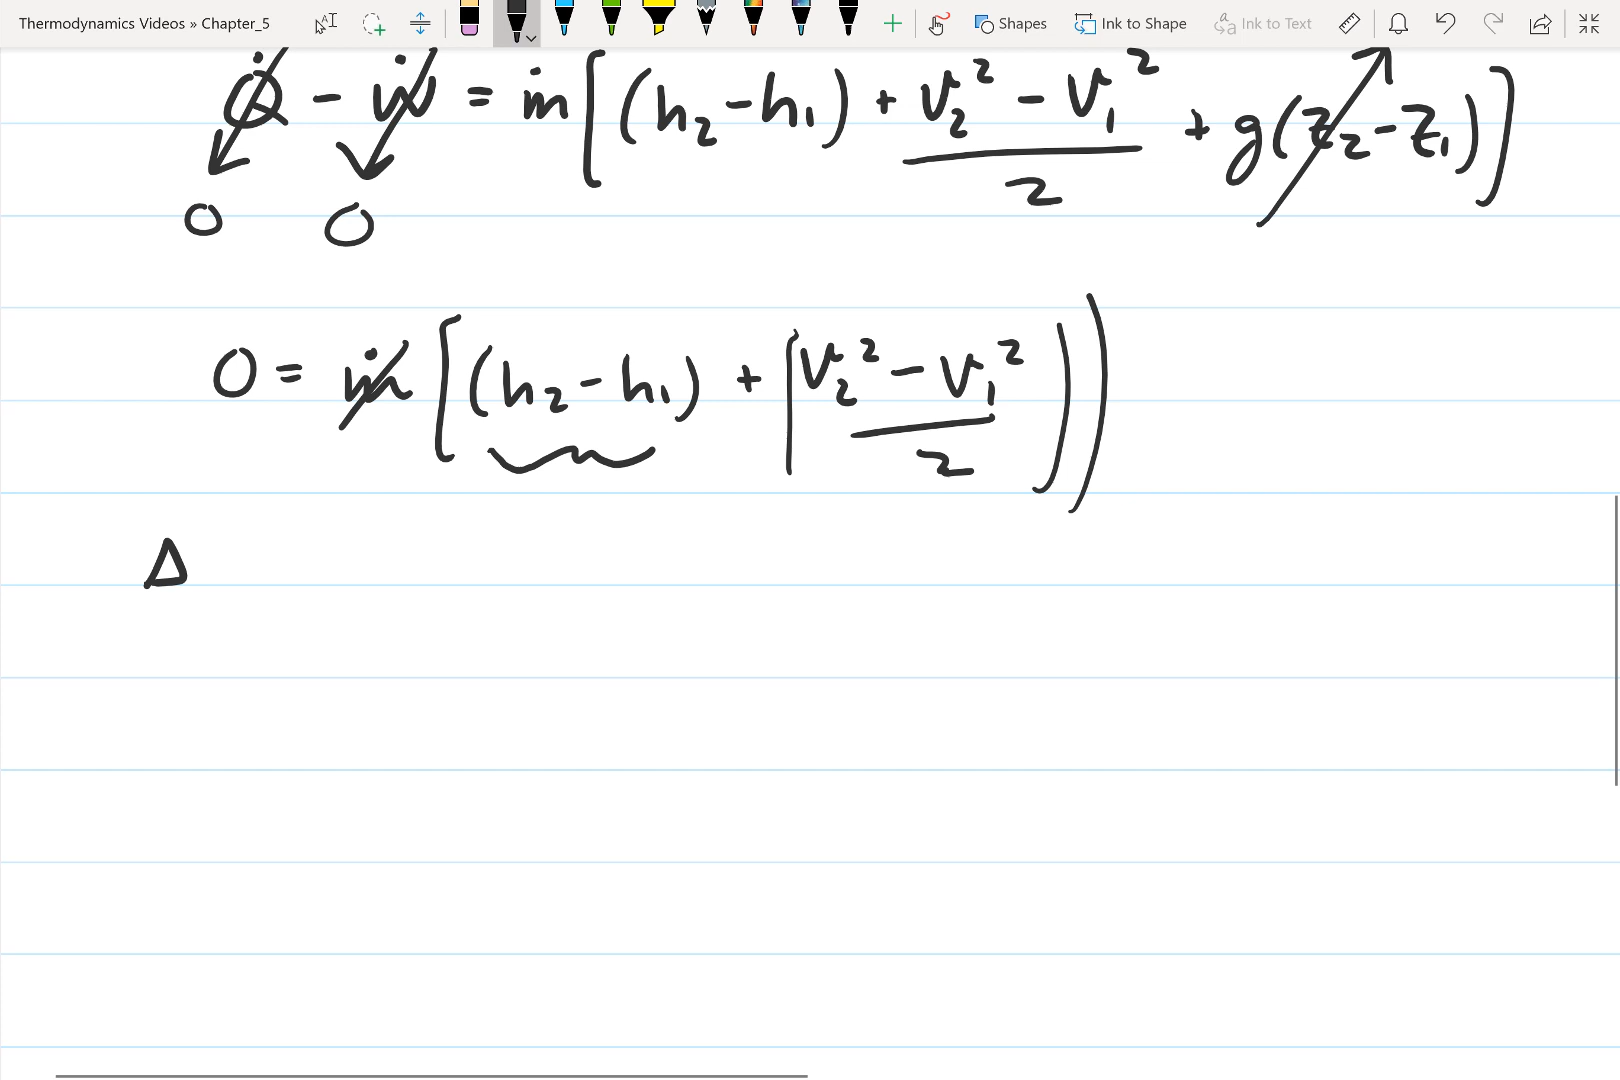 Thermodynamics Videos » Chapter_5 Shapes Ink to Shape Ink to Text
Q̇ - Ẇ = ṁ[(h₂-h₁) + V₂² - V₁² / 2 + g(z₂-z₁)]
0 0
0 = ṁ[(h₂-h₁) + (V₂² - V₁² / 2)]
Δ